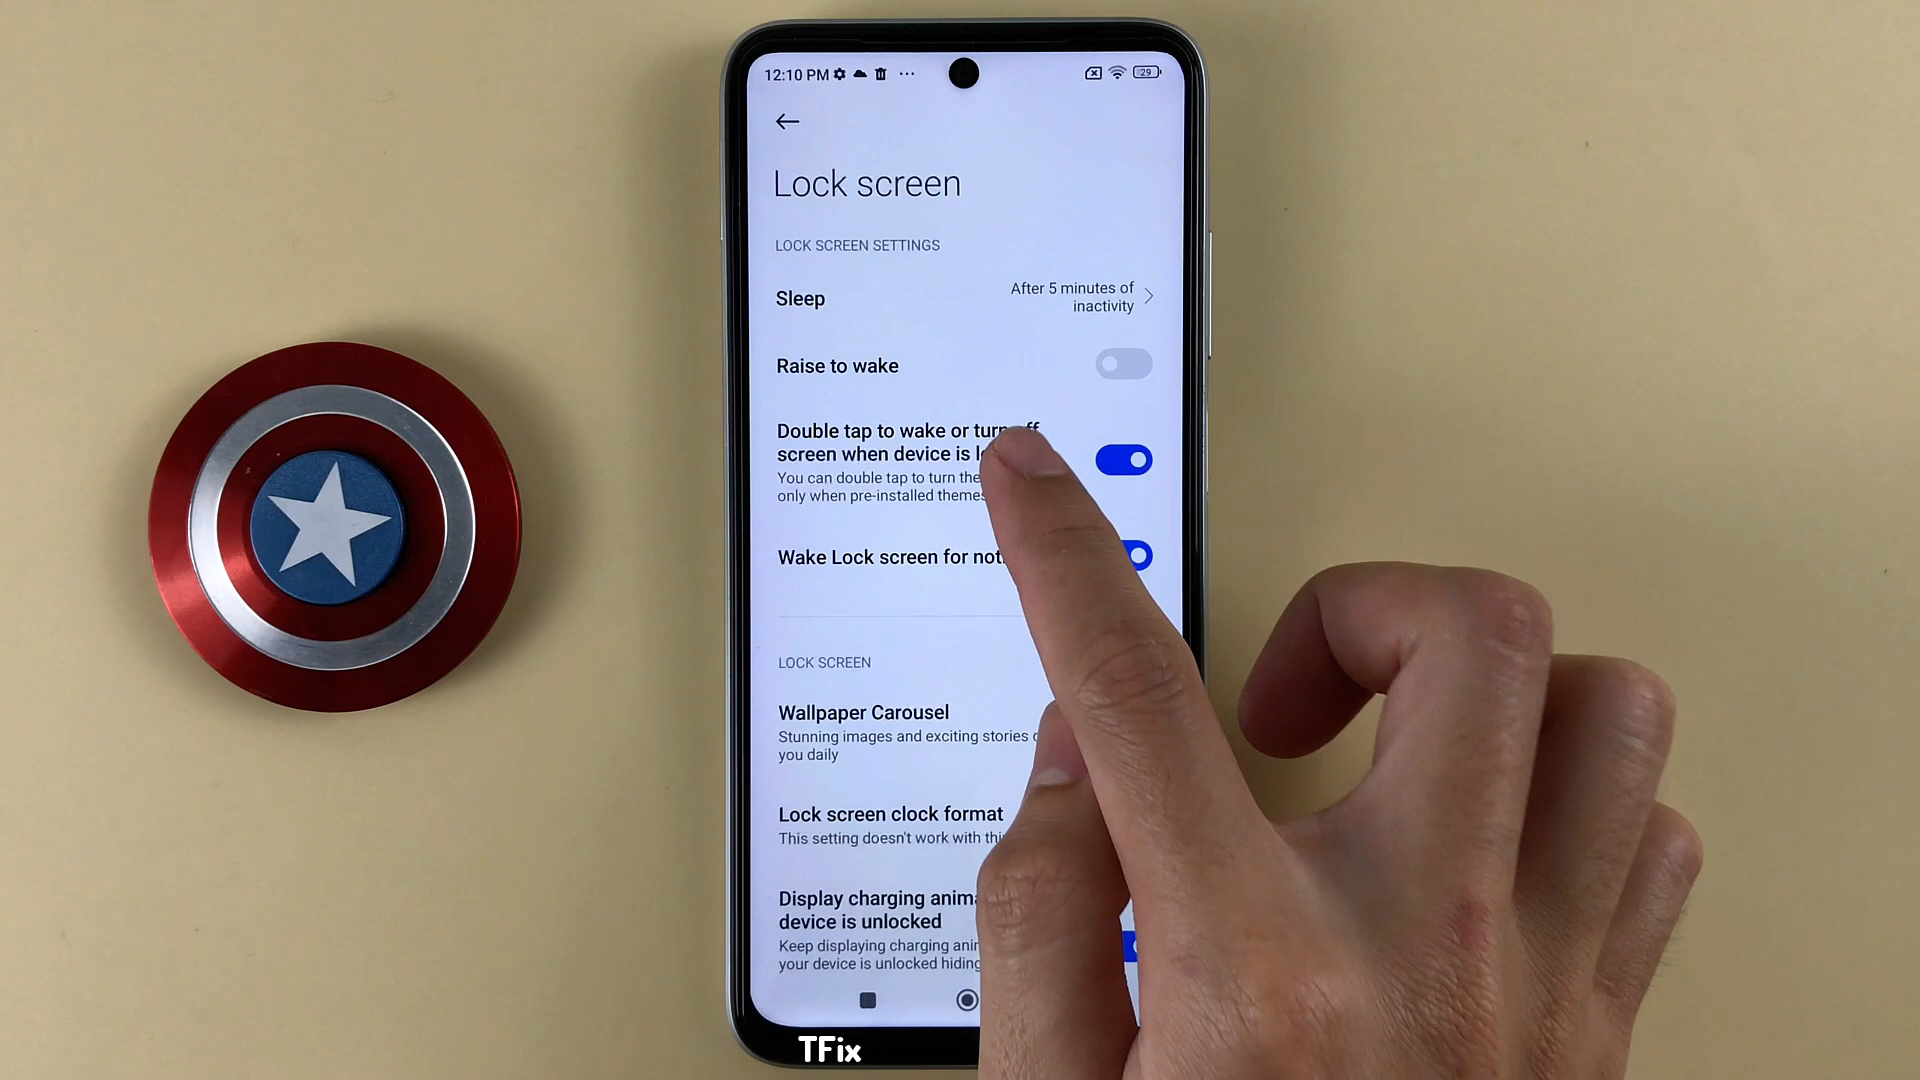 12:10 PM
29
Lock screen
LOCK SCREEN SETTINGS
Sleep
After 5 minutes of
inactivity
Raise to wake
Double tap to wake or turn off
screen when device is
You can double tap to turn the
only when pre-installed themes
Wake Lock screen for
LOCK SCREEN
Wallpaper Carousel
Stunning images and exciting stories
you daily
Lock screen clock format
This setting doesn't work with
Display charging
device is unlocked
Keep displaying charging
your device is unlocked hiding
TFix